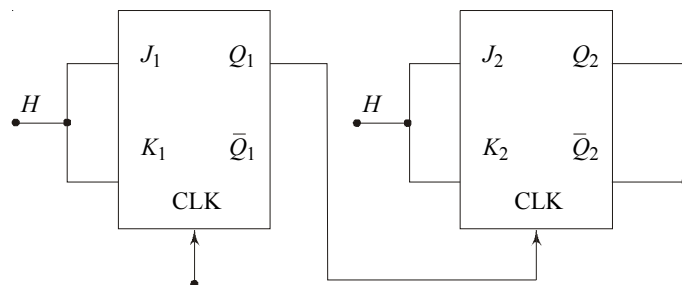 J₁ Q₁
H
K₁ Q̄₁
CLK
J₂ Q₂
H
K₂ Q̄₂
CLK